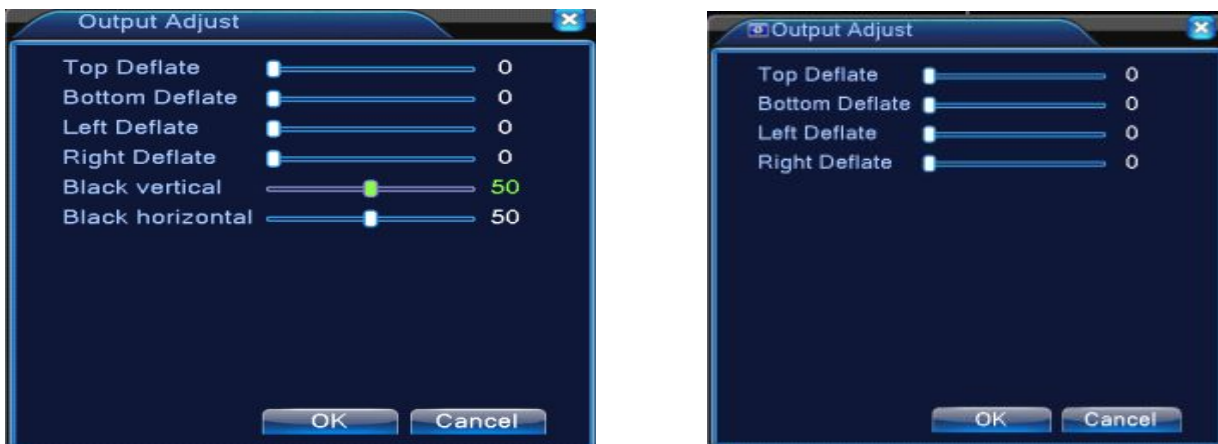 Output Adjust
Top Deflate 0
Bottom Deflate 0
Left Deflate 0
Right Deflate 0
Black vertical 50
Black horizontal 50
OK Cancel
Output Adjust
Top Deflate 0
Bottom Deflate 0
Left Deflate 0
Right Deflate 0
OK Cancel